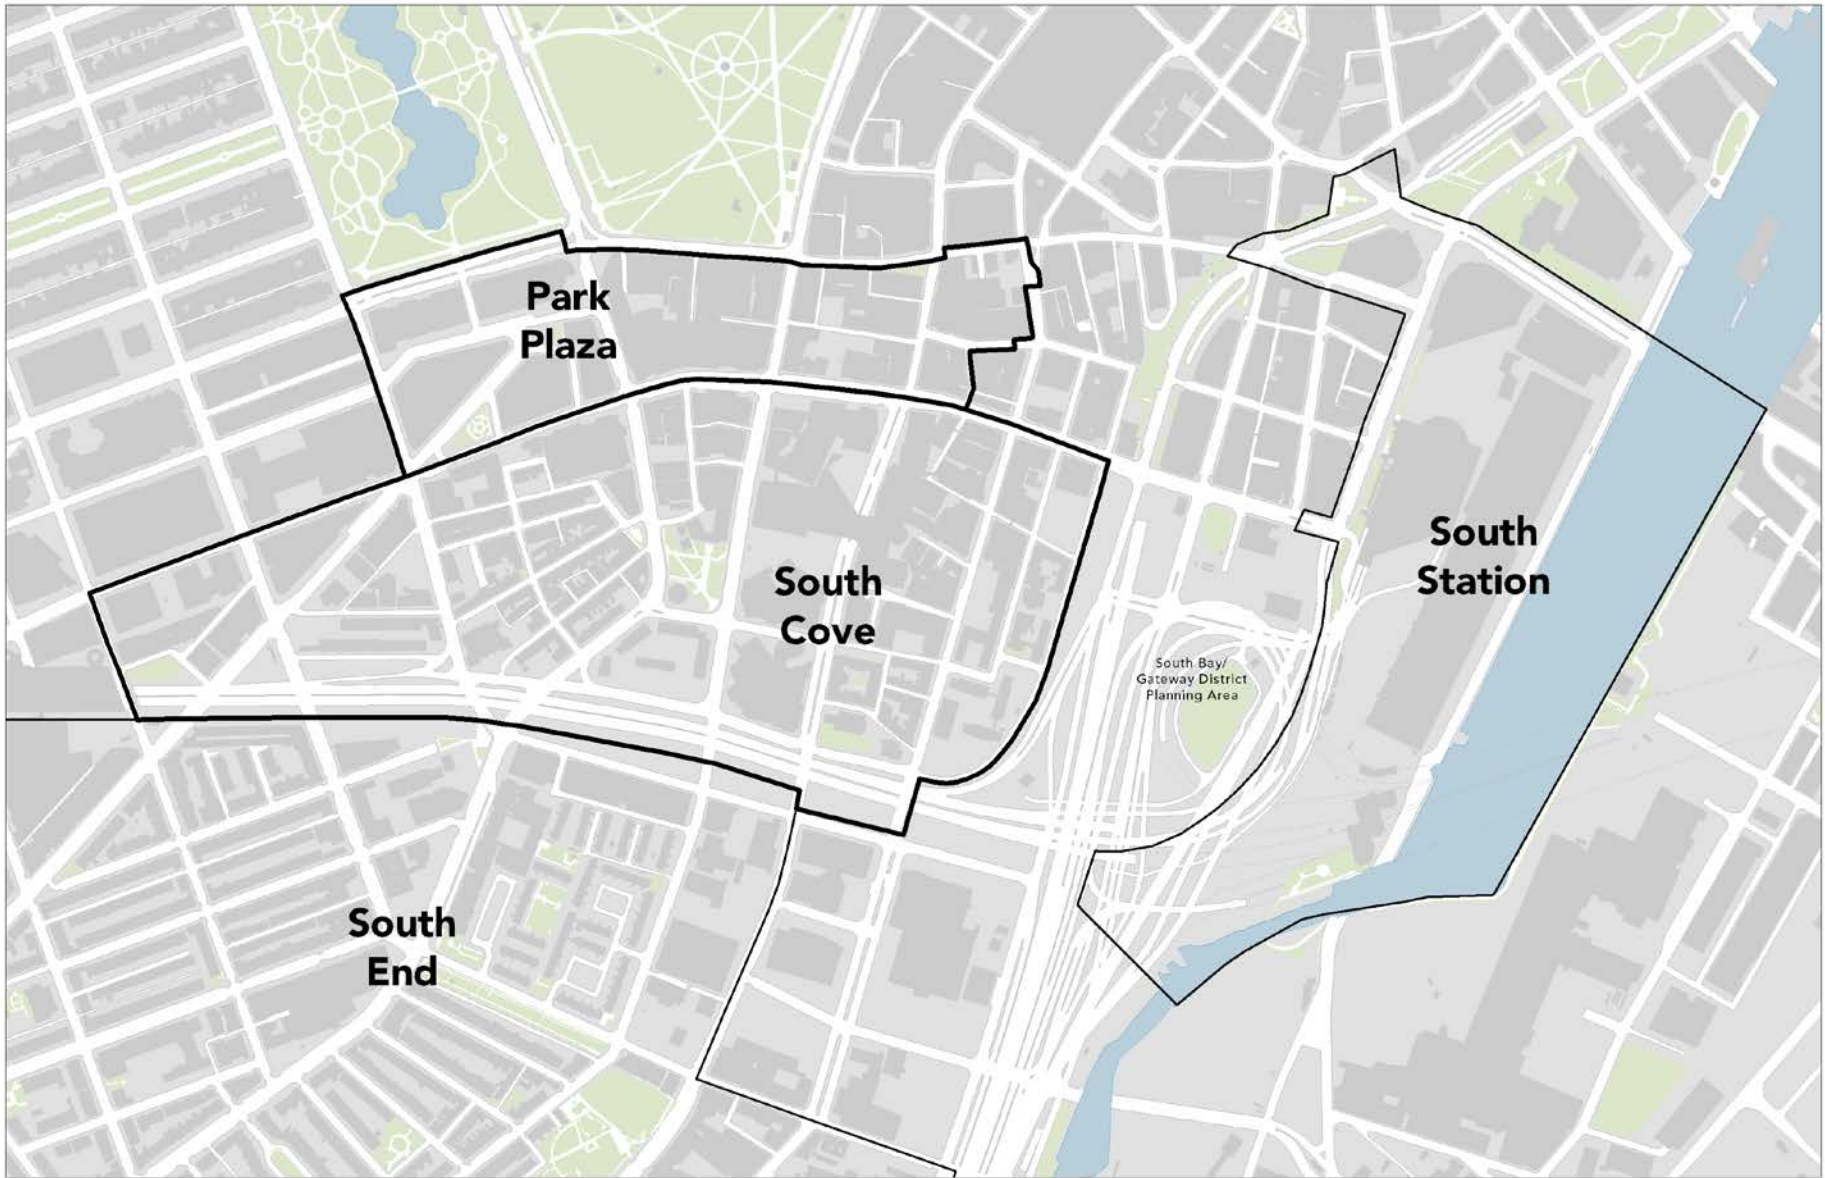 Park
Plaza
South
Station
South
Cove
South Bay/
Gateway District
Planning Area
South
End